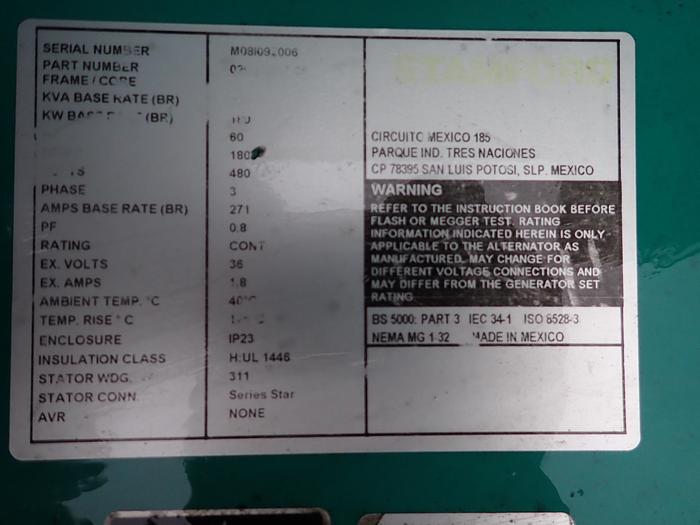 SERIAL NUMBER
PART NUMBER
FRAME / CORE
KVA BASE RATE (BR)
KW (BR)
60
480
PHASE 3
AMPS BASE RATE (BR) 271
PF 0.8
RATING CONT
EX. VOLTS 36
EX. AMPS 1.8
AMBIENT TEMP. °C 40°C
TEMP. RISE °C
ENCLOSURE IP23
INSULATION CLASS H:UL 1446
STATOR WDG. 311
STATOR CONN. Series Star
AVR NONE
STAMFORD
CIRCUITO MEXICO 185
PARQUE IND. TRES NACIONES
CP 78395 SAN LUIS POTOSI, SLP. MEXICO
WARNING
REFER TO THE INSTRUCTION BOOK BEFORE
FLASH OR MEGGER TEST. RATING
INFORMATION INDICATED HEREIN IS ONLY
APPLICABLE TO THE ALTERNATOR AS
MANUFACTURED. MAY CHANGE FOR
DIFFERENT VOLTAGE CONNECTIONS AND
MAY DIFFER FROM THE GENERATOR SET
RATING
BS 5000: PART 3 IEC 34-1 ISO 8528-3
NEMA MG 1-32 MADE IN MEXICO